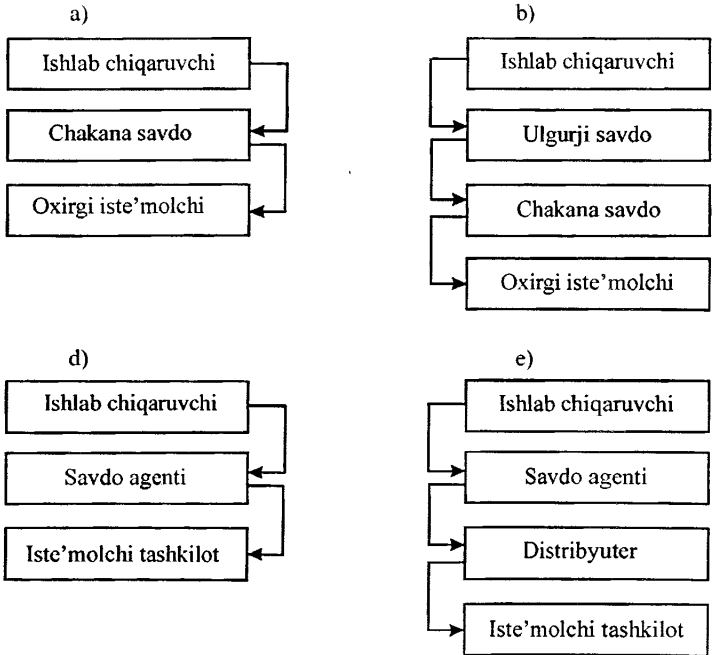 a)
Ishlab chiqaruvchi
Chakana savdo
Oxirgi iste’molchi
b)
Ishlab chiqaruvchi
Ulgurji savdo
Chakana savdo
Oxirgi iste’molchi
d)
Ishlab chiqaruvchi
Savdo agenti
Iste’molchi tashkilot
e)
Ishlab chiqaruvchi
Savdo agenti
Distribyuter
Iste’molchi tashkilot